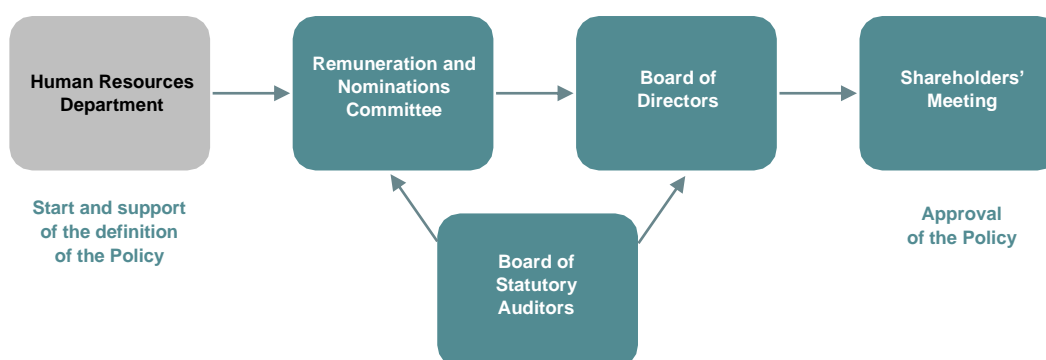 Human Resources
Department
Remuneration and
Nominations
Committee
Board of
Directors
Shareholders’
Meeting
Start and support
of the definition
of the Policy
Approval
of the Policy
Board of
Statutory
Auditors